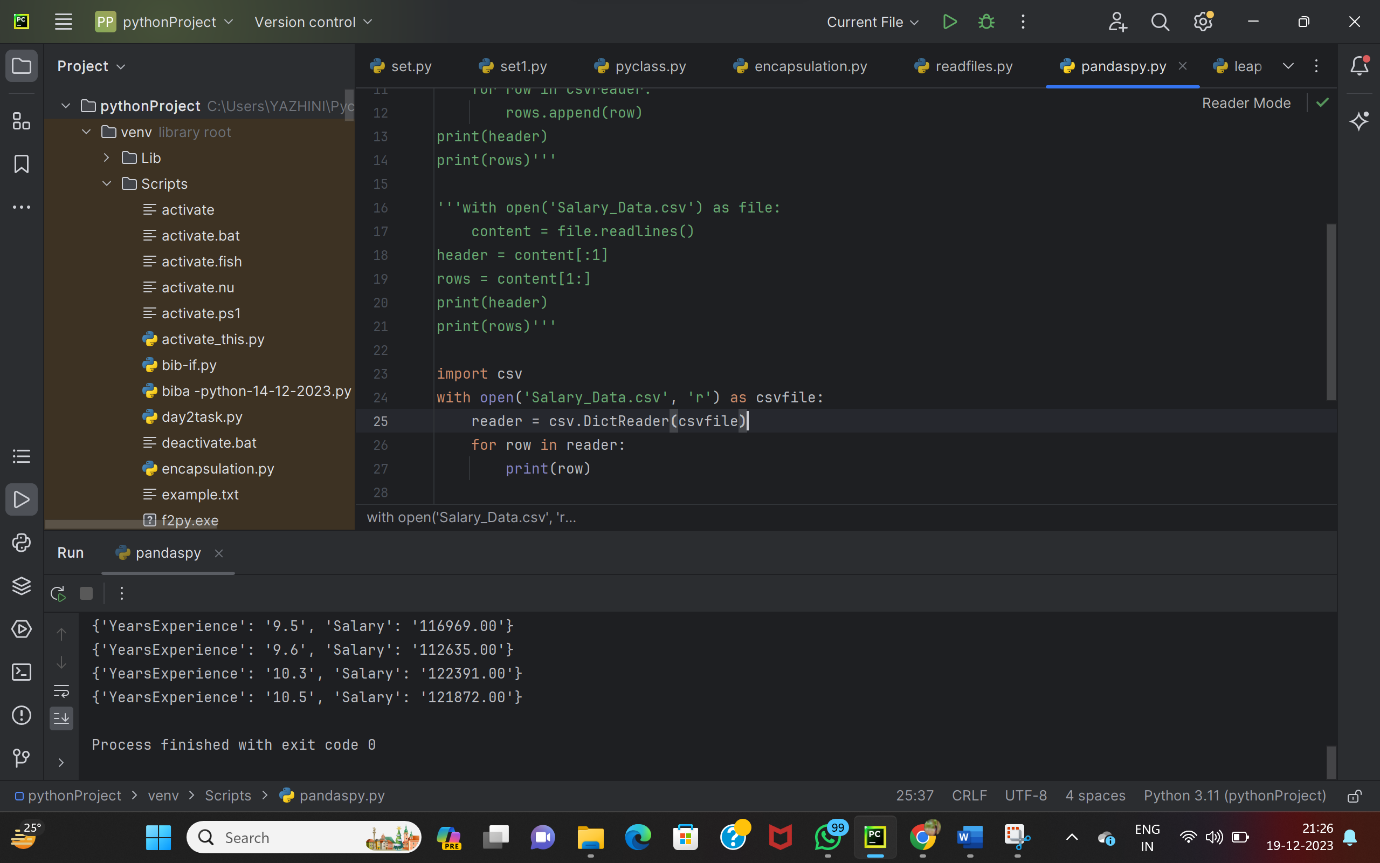 PC
PP pythonProject Version control Current File
Project
set.py set1.py pyclass.py encapsulation.py readfiles.py pandaspy.py leap
Reader Mode
pythonProject C:\Users\YAZHINI\Pyc
venv library root
Lib
Scripts
activate
activate.bat
activate.fish
activate.nu
activate.ps1
activate_this.py
bib-if.py
biba -python-14-12-2023.py
day2task.py
deactivate.bat
encapsulation.py
example.txt
f2py.exe
11 for row in csvreader:
12 rows.append(row)
13 print(header)
14 print(rows)'''
15
16 '''with open('Salary_Data.csv') as file:
17 content = file.readlines()
18 header = content[:1]
19 rows = content[1:]
20 print(header)
21 print(rows)'''
22
23 import csv
24 with open('Salary_Data.csv', 'r') as csvfile:
25 reader = csv.DictReader(csvfile)
26 for row in reader:
27 print(row)
28
with open('Salary_Data.csv', 'r...
Run pandaspy
{'YearsExperience': '9.5', 'Salary': '116969.00'}
{'YearsExperience': '9.6', 'Salary': '112635.00'}
{'YearsExperience': '10.3', 'Salary': '122391.00'}
{'YearsExperience': '10.5', 'Salary': '121872.00'}
Process finished with exit code 0
pythonProject > venv > Scripts > pandaspy.py 25:37 CRLF UTF-8 4 spaces Python 3.11 (pythonProject)
25°
Search
PRE
99
PC
ENG
IN
21:26
19-12-2023